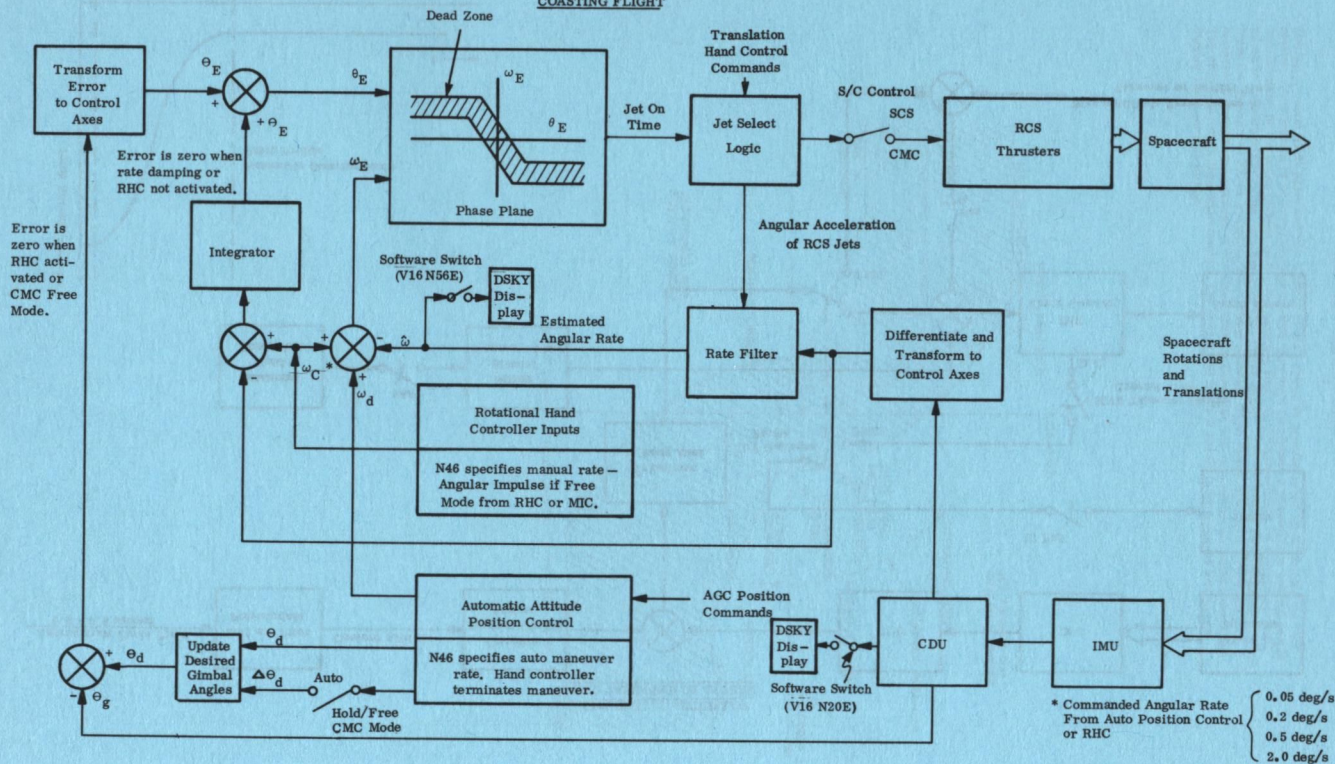 COASTING FLIGHT
Dead Zone
Transform
Error
to Control
Axes
Θ_E
+
θ_E
+ Θ_E
Error is zero when
rate damping or
RHC not activated.
Integrator
Error is
zero when
RHC acti-
vated or
CMC Free
Mode.
ω_E
ω_E
θ_E
Phase Plane
Jet On
Time
Translation
Hand Control
Commands
Jet Select
Logic
S/C Control
SCS
CMC
RCS
Thrusters
Spacecraft
Angular Acceleration
of RCS Jets
Software Switch
(V16 N56E)
DSKY
Dis-
play
Estimated
Angular Rate
ω̂
+
-
+
-
+
ω_C *
ω_d
Rate Filter
Differentiate and
Transform to
Control Axes
Spacecraft
Rotations
and
Translations
Rotational Hand
Controller Inputs
N46 specifies manual rate —
Angular Impulse if Free
Mode from RHC or MIC.
Automatic Attitude
Position Control
N46 specifies auto maneuver
rate. Hand controller
terminates maneuver.
AGC Position
Commands
DSKY
Dis-
play
Software Switch
(V16 N20E)
CDU
IMU
+
-
Θ_d
Θ_g
Update
Desired
Gimbal
Angles
Θ_d
ΔΘ_d
Auto
Hold/Free
CMC Mode
* Commanded Angular Rate
From Auto Position Control
or RHC
0.05 deg/s
0.2 deg/s
0.5 deg/s
2.0 deg/s